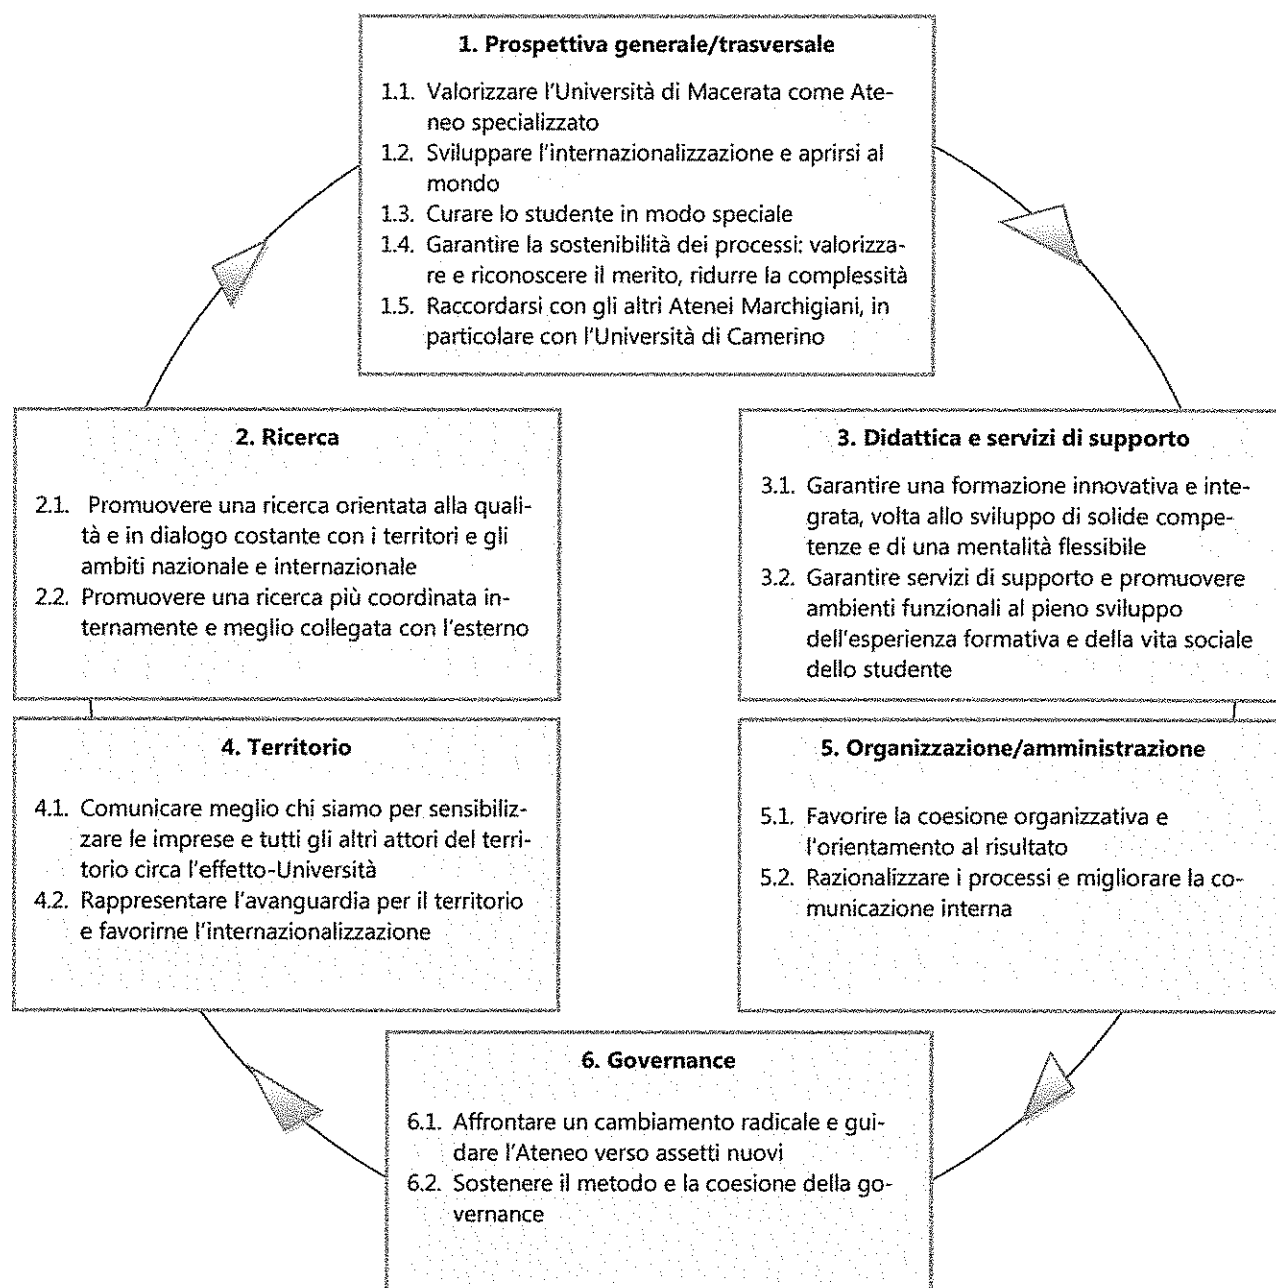 1. Prospettiva generale/trasversale
1.1. Valorizzare l'Università di Macerata come Ate-
neo specializzato
1.2. Sviluppare l'internazionalizzazione e aprirsi al
mondo
1.3. Curare lo studente in modo speciale
1.4. Garantire la sostenibilità dei processi: valorizza-
re e riconoscere il merito, ridurre la complessità
1.5. Raccordarsi con gli altri Atenei Marchigiani, in
particolare con l'Università di Camerino
2. Ricerca
2.1. Promuovere una ricerca orientata alla quali-
tà e in dialogo costante con i territori e gli
ambiti nazionale e internazionale
2.2. Promuovere una ricerca più coordinata in-
ternamente e meglio collegata con l'esterno
3. Didattica e servizi di supporto
3.1. Garantire una formazione innovativa e inte-
grata, volta allo sviluppo di solide compe-
tenze e di una mentalità flessibile
3.2. Garantire servizi di supporto e promuovere
ambienti funzionali al pieno sviluppo
dell'esperienza formativa e della vita sociale
dello studente
4. Territorio
4.1. Comunicare meglio chi siamo per sensibiliz-
zare le imprese e tutti gli altri attori del terri-
torio circa l'effetto-Università
4.2. Rappresentare l'avanguardia per il territorio
e favorirne l'internazionalizzazione
5. Organizzazione/amministrazione
5.1. Favorire la coesione organizzativa e
l'orientamento al risultato
5.2. Razionalizzare i processi e migliorare la co-
municazione interna
6. Governance
6.1. Affrontare un cambiamento radicale e gui-
dare l'Ateneo verso assetti nuovi
6.2. Sostenere il metodo e la coesione della go-
vernance